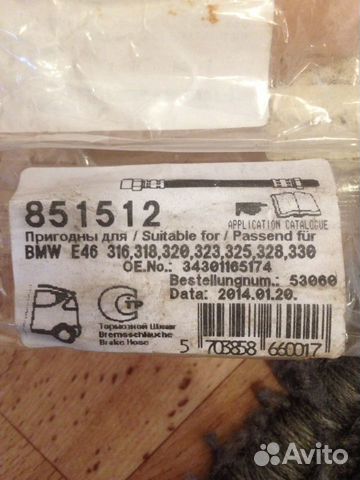 851512
APPLICATION CATALOGUE
Пригодны для / Suitable for / Passend für
BMW E46 316,318,320,323,325,328,330
OE.No.: 34301165174
Bestellungnum.: 53060
Data: 2014.01.20.
Тормозной Шланг
Bremsschläuche
Brake Hose
5 703858 660017
Avito